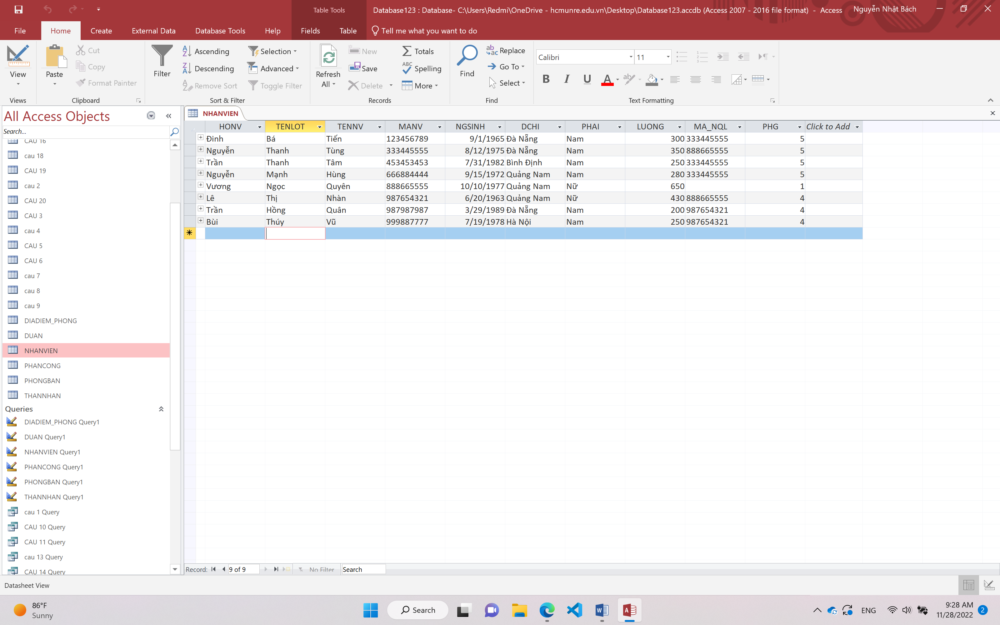 Table Tools
Database123 : Database- C:\Users\Redmi\OneDrive - hcmunre.edu.vn\Desktop\Database123.accdb (Access 2007 - 2016 file format) - Access
Nguyễn Nhật Bách
File Home Create External Data Database Tools Help Fields Table Tell me what you want to do
View
Views
Paste
Cut
Copy
Format Painter
Clipboard
Filter
Ascending
Descending
Remove Sort
Selection
Advanced
Toggle Filter
Sort & Filter
Refresh
All
New
Save
Delete
Totals
Spelling
More
Records
Find
Replace
Go To
Select
Find
Calibri 11
B I U A
Text Formatting
All Access Objects
Search...
CAU 16
cau 18
CAU 19
cau 2
CAU 20
CAU 3
cau 4
CAU 5
CAU 6
cau 7
cau 8
cau 9
DIADIEM_PHONG
DUAN
NHANVIEN
PHANCONG
PHONGBAN
THANNHAN
Queries
DIADIEM_PHONG Query1
DUAN Query1
NHANVIEN Query1
PHANCONG Query1
PHONGBAN Query1
THANNHAN Query1
cau 1 Query
CAU 10 Query
CAU 11 Query
cau 13 Query
CAU 14 Query
NHANVIEN
HONV TENLOT TENNV MANV NGSINH DCHI PHAI LUONG MA_NQL PHG Click to Add
Đinh Bá Tiến 123456789 9/1/1965 Đà Nẵng Nam 300 333445555 5
Nguyễn Thanh Tùng 333445555 8/12/1975 Đà Nẵng Nam 350 888665555 5
Trần Thanh Tâm 453453453 7/31/1982 Bình Định Nam 250 333445555 5
Nguyễn Mạnh Hùng 666884444 9/15/1972 Quảng Nam Nam 280 333445555 5
Vương Ngọc Quyên 888665555 10/10/1977 Quảng Nam Nữ 650 1
Lê Thị Nhàn 987654321 6/20/1963 Quảng Nam Nữ 430 888665555 4
Trần Hồng Quân 987987987 3/29/1989 Đà Nẵng Nam 200 987654321 4
Bùi Thúy Vũ 999887777 7/19/1978 Hà Nội Nam 250 987654321 4
Record: 9 of 9 No Filter Search
Datasheet View
86°F
Sunny
Search
ENG
9:28 AM
11/28/2022
2